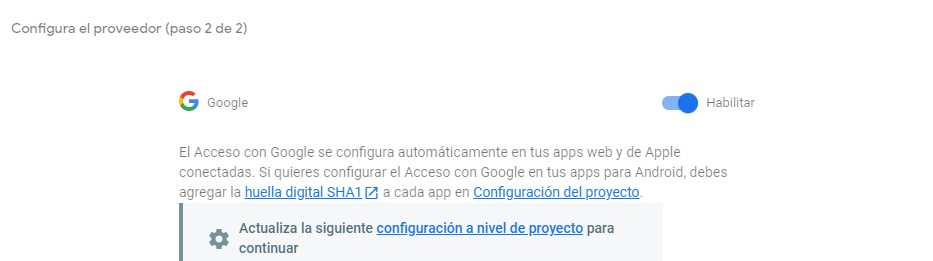 Configura el proveedor (paso 2 de 2)
Google
Habilitar
El Acceso con Google se configura automáticamente en tus apps web y de Apple
conectadas. Si quieres configurar el Acceso con Google en tus apps para Android, debes
agregar la huella digital SHA1 a cada app en Configuración del proyecto.
Actualiza la siguiente configuración a nivel de proyecto para
continuar